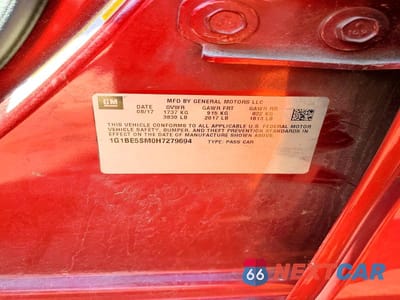 GM
MFD BY GENERAL MOTORS LLC
DATE GVWR GAWR FRT GAWR RR
08/17 1737 KG 915 KG 822 KG
3830 LB 2017 LB 1813 LB
THIS VEHICLE CONFORMS TO ALL APPLICABLE U.S. FEDERAL MOTOR
VEHICLE SAFETY, BUMPER, AND THEFT PREVENTION STANDARDS
IN EFFECT ON THE DATE OF MANUFACTURE SHOWN ABOVE.
1G1BE5SM0H7279694 TYPE: PASS CAR
66 NEXTCAR